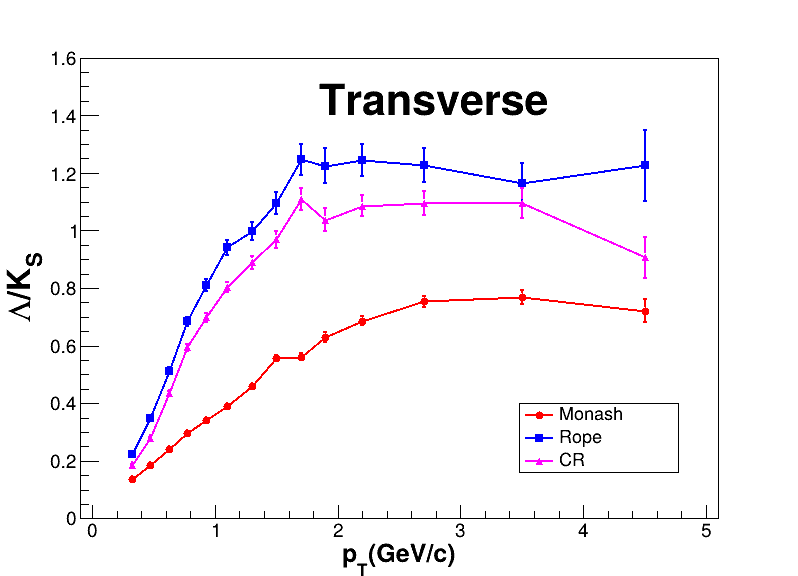 Transverse
1.6
1.4
1.2
1
0.8
0.6
0.4
0.2
0
Λ/K_S
Monash
Rope
CR
0 1 2 3 4 5
p_T(GeV/c)